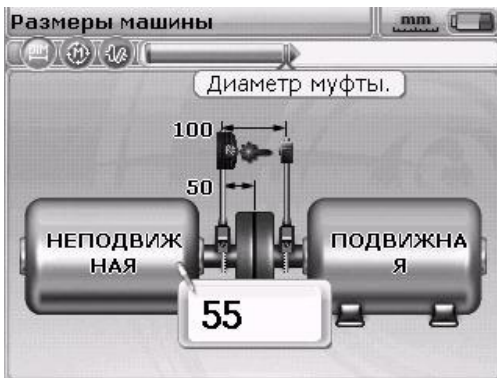 Размеры машины
mm
Диаметр муфты.
100
50
НЕПОДВИЖ
НАЯ
ПОДВИЖНА
Я
55